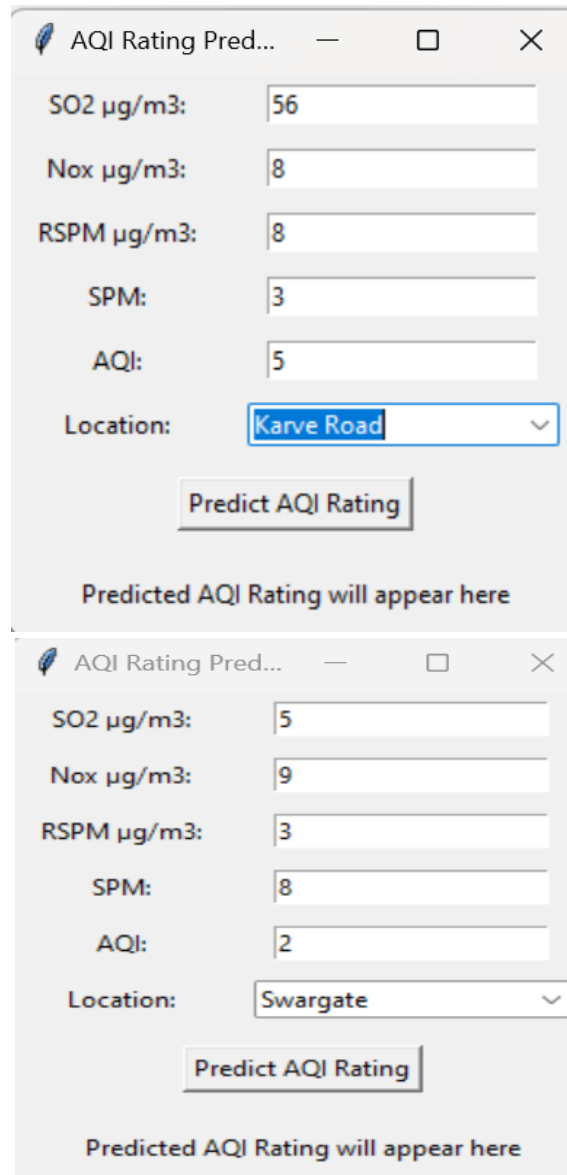 AQI Rating Pred...
SO2 µg/m3: 56
Nox µg/m3: 8
RSPM µg/m3: 8
SPM: 3
AQI: 5
Location: Karve Road
Predict AQI Rating
Predicted AQI Rating will appear here
AQI Rating Pred...
SO2 µg/m3: 5
Nox µg/m3: 9
RSPM µg/m3: 3
SPM: 8
AQI: 2
Location: Swargate
Predict AQI Rating
Predicted AQI Rating will appear here